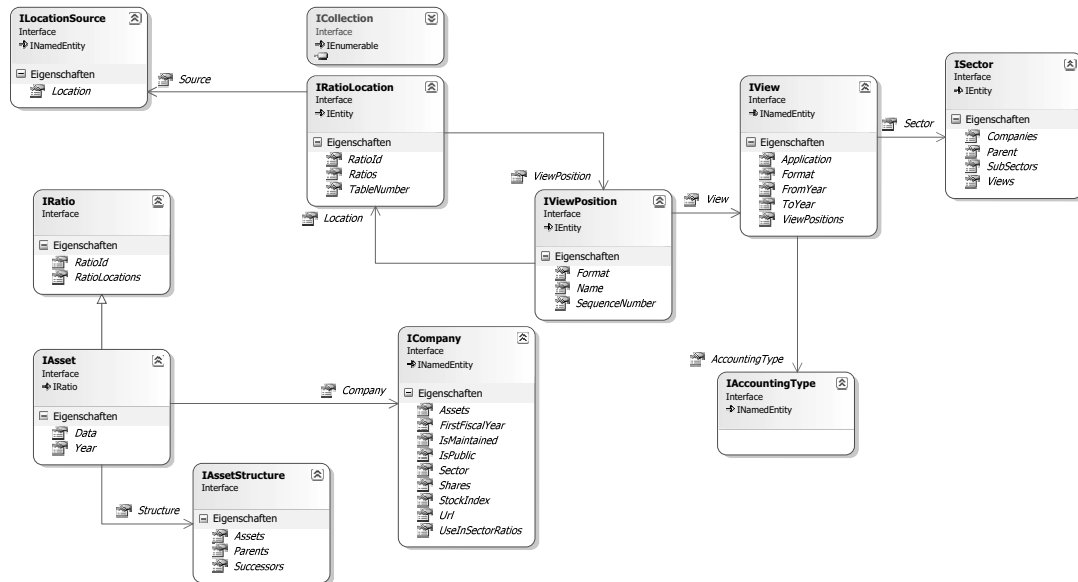 ILocationSource
Interface
INamedEntity
Eigenschaften
Location
Source
ICollection
Interface
IEnumerable
IRatioLocation
Interface
IEntity
Eigenschaften
RatioId
Ratios
TableNumber
ViewPosition
Location
IViewPosition
Interface
IEntity
Eigenschaften
Format
Name
SequenceNumber
View
IView
Interface
INamedEntity
Eigenschaften
Application
Format
FromYear
ToYear
ViewPositions
Sector
ISector
Interface
IEntity
Eigenschaften
Companies
Parent
SubSectors
Views
IRatio
Interface
Eigenschaften
RatioId
RatioLocations
IAsset
Interface
IRatio
Eigenschaften
Data
Year
Company
ICompany
Interface
INamedEntity
Eigenschaften
Assets
FirstFiscalYear
IsMaintained
IsPublic
Sector
Shares
StockIndex
Url
UseInSectorRatios
AccountingType
IAccountingType
Interface
INamedEntity
Structure
IAssetStructure
Interface
Eigenschaften
Assets
Parents
Successors